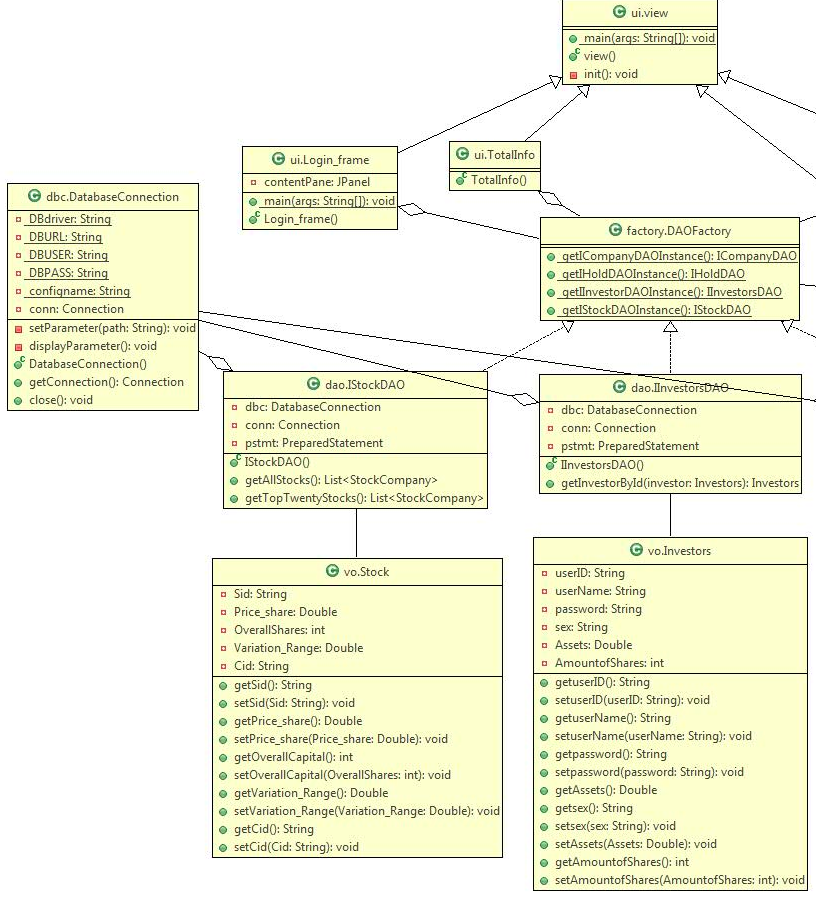 ui.view
main(args: String[]): void
view()
init(): void
ui.Login_frame
contentPane: JPanel
main(args: String[]): void
Login_frame()
ui.TotalInfo
TotalInfo()
dbc.DatabaseConnection
DBdriver: String
DBURL: String
DBUSER: String
DBPASS: String
configname: String
conn: Connection
setParameter(path: String): void
displayParameter(): void
DatabaseConnection()
getConnection(): Connection
close(): void
factory.DAOFactory
getICompanyDAOInstance(): ICompanyDAO
getIHoldDAOInstance(): IHoldDAO
getIInvestorDAOInstance(): IInvestorsDAO
getIStockDAOInstance(): IStockDAO
dao.IStockDAO
dbc: DatabaseConnection
conn: Connection
pstmt: PreparedStatement
IStockDAO()
getAllStocks(): List<StockCompany>
getTopTwentyStocks(): List<StockCompany>
dao.IInvestorsDAO
dbc: DatabaseConnection
conn: Connection
pstmt: PreparedStatement
IInvestorsDAO()
getInvestorById(investor: Investors): Investors
vo.Stock
Sid: String
Price_share: Double
OverallShares: int
Variation_Range: Double
Cid: String
getSid(): String
setSid(Sid: String): void
getPrice_share(): Double
setPrice_share(Price_share: Double): void
getOverallCapital(): int
setOverallCapital(OverallShares: int): void
getVariation_Range(): Double
setVariation_Range(Variation_Range: Double): void
getCid(): String
setCid(Cid: String): void
vo.Investors
userID: String
userName: String
password: String
sex: String
Assets: Double
AmountofShares: int
getuserID(): String
setuserID(userID: String): void
getuserName(): String
setuserName(userName: String): void
getpassword(): String
setpassword(password: String): void
getAssets(): Double
getsex(): String
setsex(sex: String): void
setAssets(Assets: Double): void
getAmountofShares(): int
setAmountofShares(AmountofShares: int): void